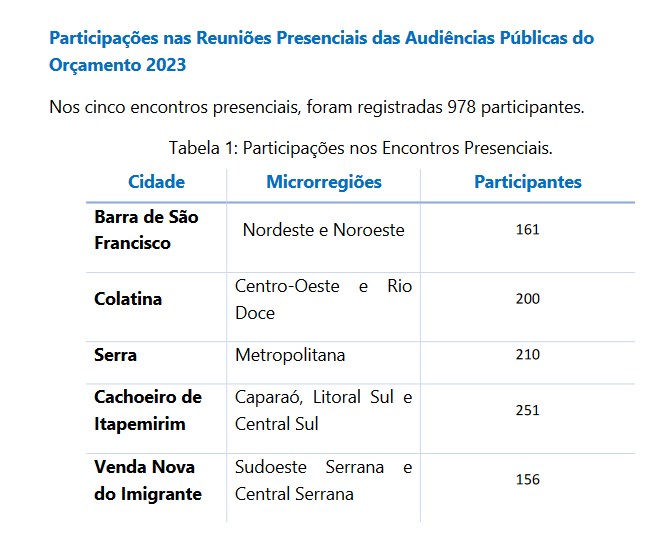 Participações nas Reuniões Presenciais das Audiências Públicas do
Orçamento 2023
Nos cinco encontros presenciais, foram registradas 978 participantes.
Tabela 1: Participações nos Encontros Presenciais.
Cidade Microrregiões Participantes
Barra de São
Francisco
Nordeste e Noroeste
161
Colatina
Centro-Oeste e Rio
Doce
200
Serra Metropolitana 210
Cachoeiro de
Itapemirim
Caparaó, Litoral Sul e
Central Sul
251
Venda Nova
do Imigrante
Sudoeste Serrana e
Central Serrana
156